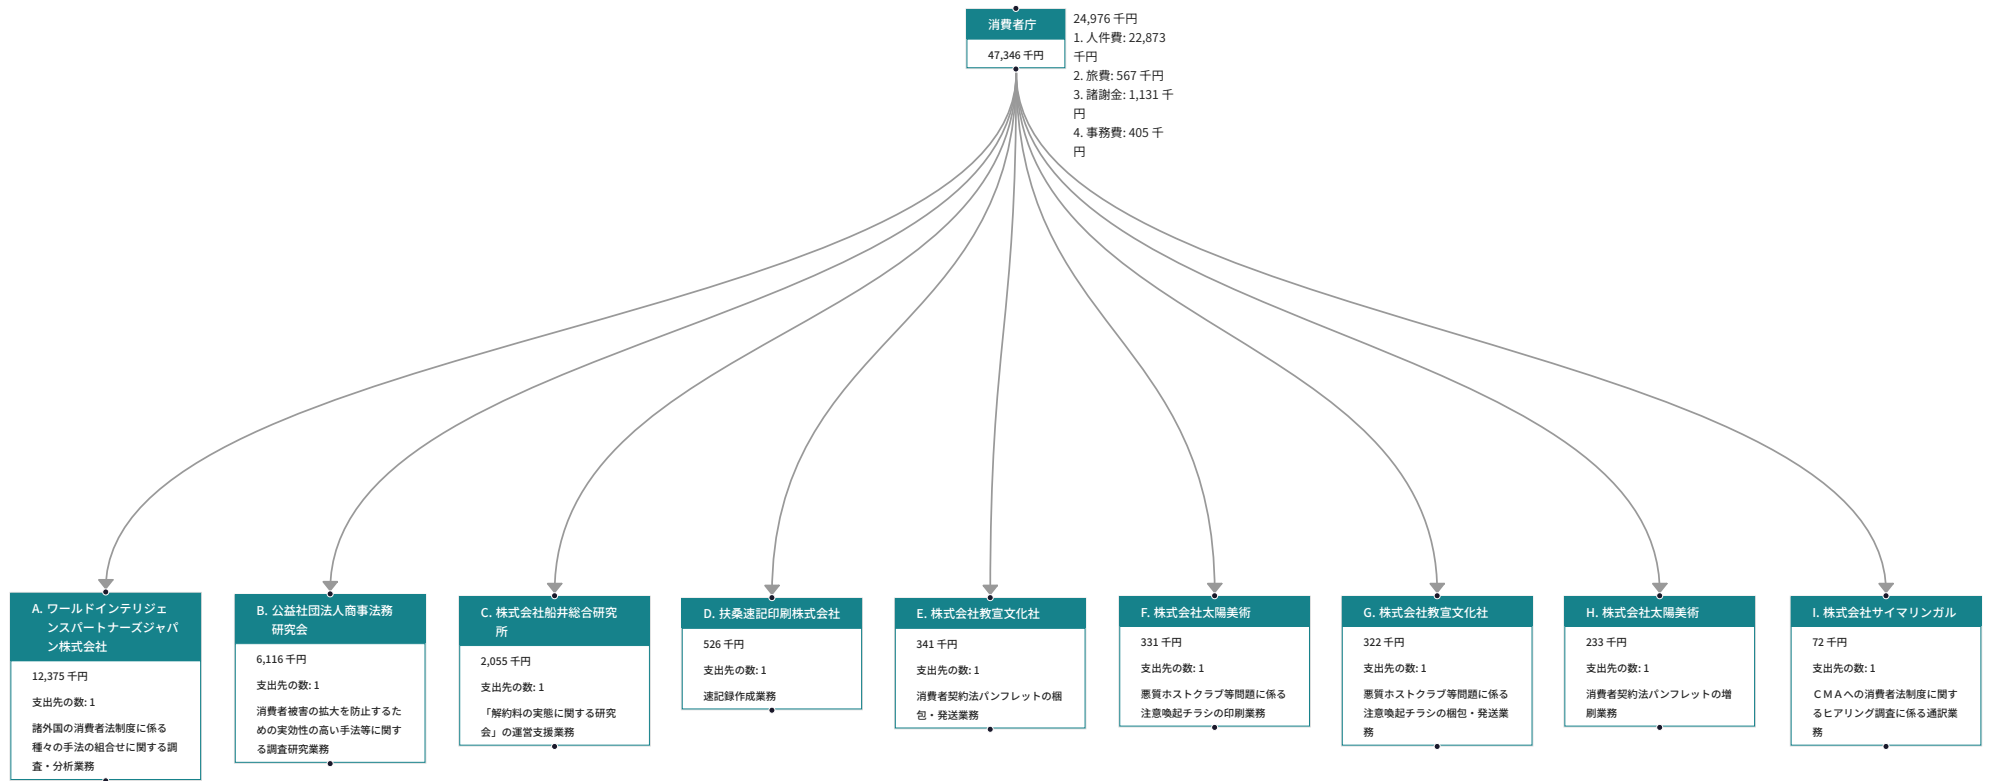 消費者庁
47,346 千円
24,976 千円
1. 人件費: 22,873
千円
2. 旅費: 567 千円
3. 諸謝金: 1,131 千
円
4. 事務費: 405 千
円
A. ワールドインテリジェ
ンスパートナーズジャパ
ン株式会社
12,375 千円
支出先の数: 1
諸外国の消費者法制度に係る
種々の手法の組合せに関する調
査・分析業務
B. 公益社団法人商事法務
研究会
6,116 千円
支出先の数: 1
消費者被害の拡大を防止するた
めの実効性の高い手法等に関す
る調査研究業務
C. 株式会社船井総合研究
所
2,055 千円
支出先の数: 1
「解約料の実態に関する研究
会」の運営支援業務
D. 扶桑速記印刷株式会社
526 千円
支出先の数: 1
速記録作成業務
E. 株式会社教宣文化社
341 千円
支出先の数: 1
消費者契約法パンフレットの梱
包・発送業務
F. 株式会社太陽美術
331 千円
支出先の数: 1
悪質ホストクラブ等問題に係る
注意喚起チラシの印刷業務
G. 株式会社教宣文化社
322 千円
支出先の数: 1
悪質ホストクラブ等問題に係る
注意喚起チラシの梱包・発送業
務
H. 株式会社太陽美術
233 千円
支出先の数: 1
消費者契約法パンフレットの増
刷業務
I. 株式会社サイマリンガル
72 千円
支出先の数: 1
ＣＭＡへの消費者法制度に関す
るヒアリング調査に係る通訳業
務